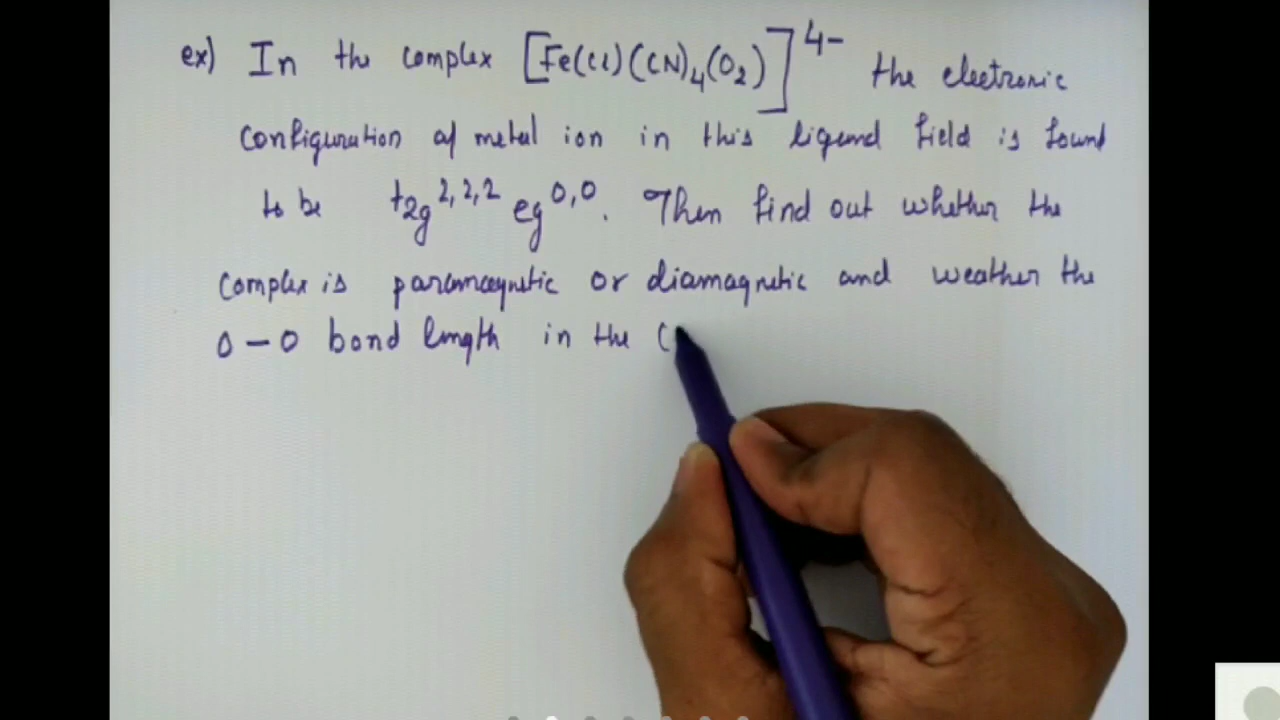 ex) In the complex [Fe(Cl)(CN)4(O2)]4- the electronic
configuration of metal ion in this ligand field is found
to be t2g2,2,2 eg0,0. Then find out whether the
complex is paramagnetic or diamagnetic and weather the
O-O bond length in the (